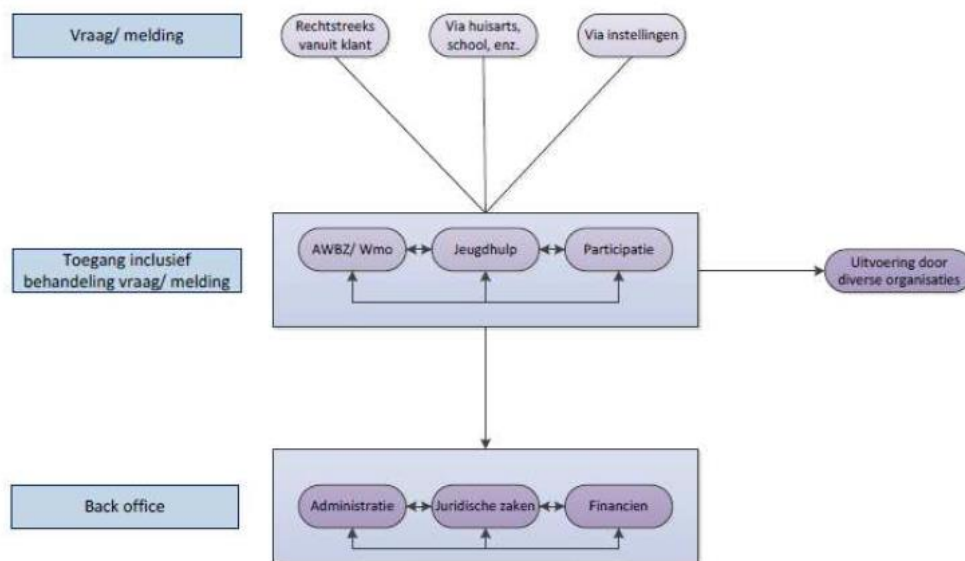 Vraag/ melding
Rechtstreeks
vanuit klant
Via huisarts,
school, enz.
Via instellingen
Toegang inclusief
behandeling vraag/ melding
AWBZ/ Wmo
Jeugdhulp
Participatie
Uitvoering door
diverse organisaties
Back office
Administratie
Juridische zaken
Financien